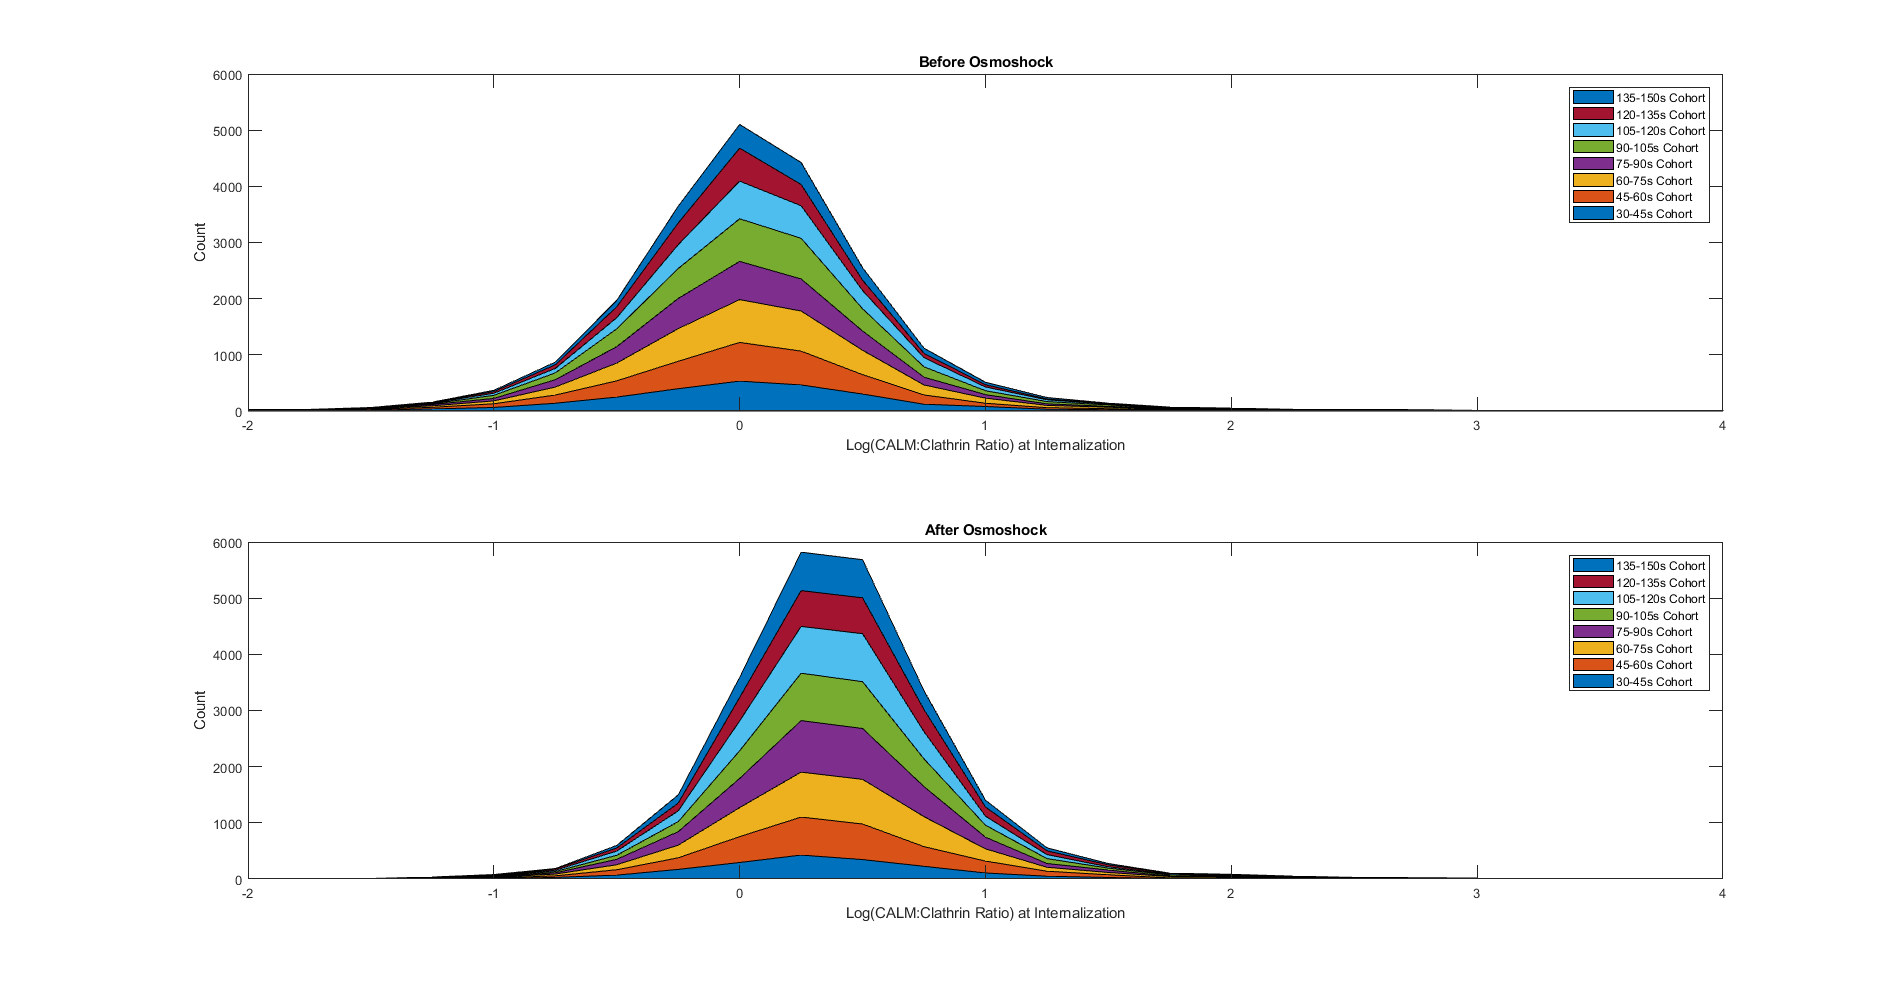 Before Osmoshock
6000
5000
4000
3000
2000
1000
0
Count
-2 -1 0 1 2 3 4
Log(CALM:Clathrin Ratio) at Internalization
135-150s Cohort
120-135s Cohort
105-120s Cohort
90-105s Cohort
75-90s Cohort
60-75s Cohort
45-60s Cohort
30-45s Cohort
After Osmoshock
6000
5000
4000
3000
2000
1000
0
Count
-2 -1 0 1 2 3 4
Log(CALM:Clathrin Ratio) at Internalization
135-150s Cohort
120-135s Cohort
105-120s Cohort
90-105s Cohort
75-90s Cohort
60-75s Cohort
45-60s Cohort
30-45s Cohort